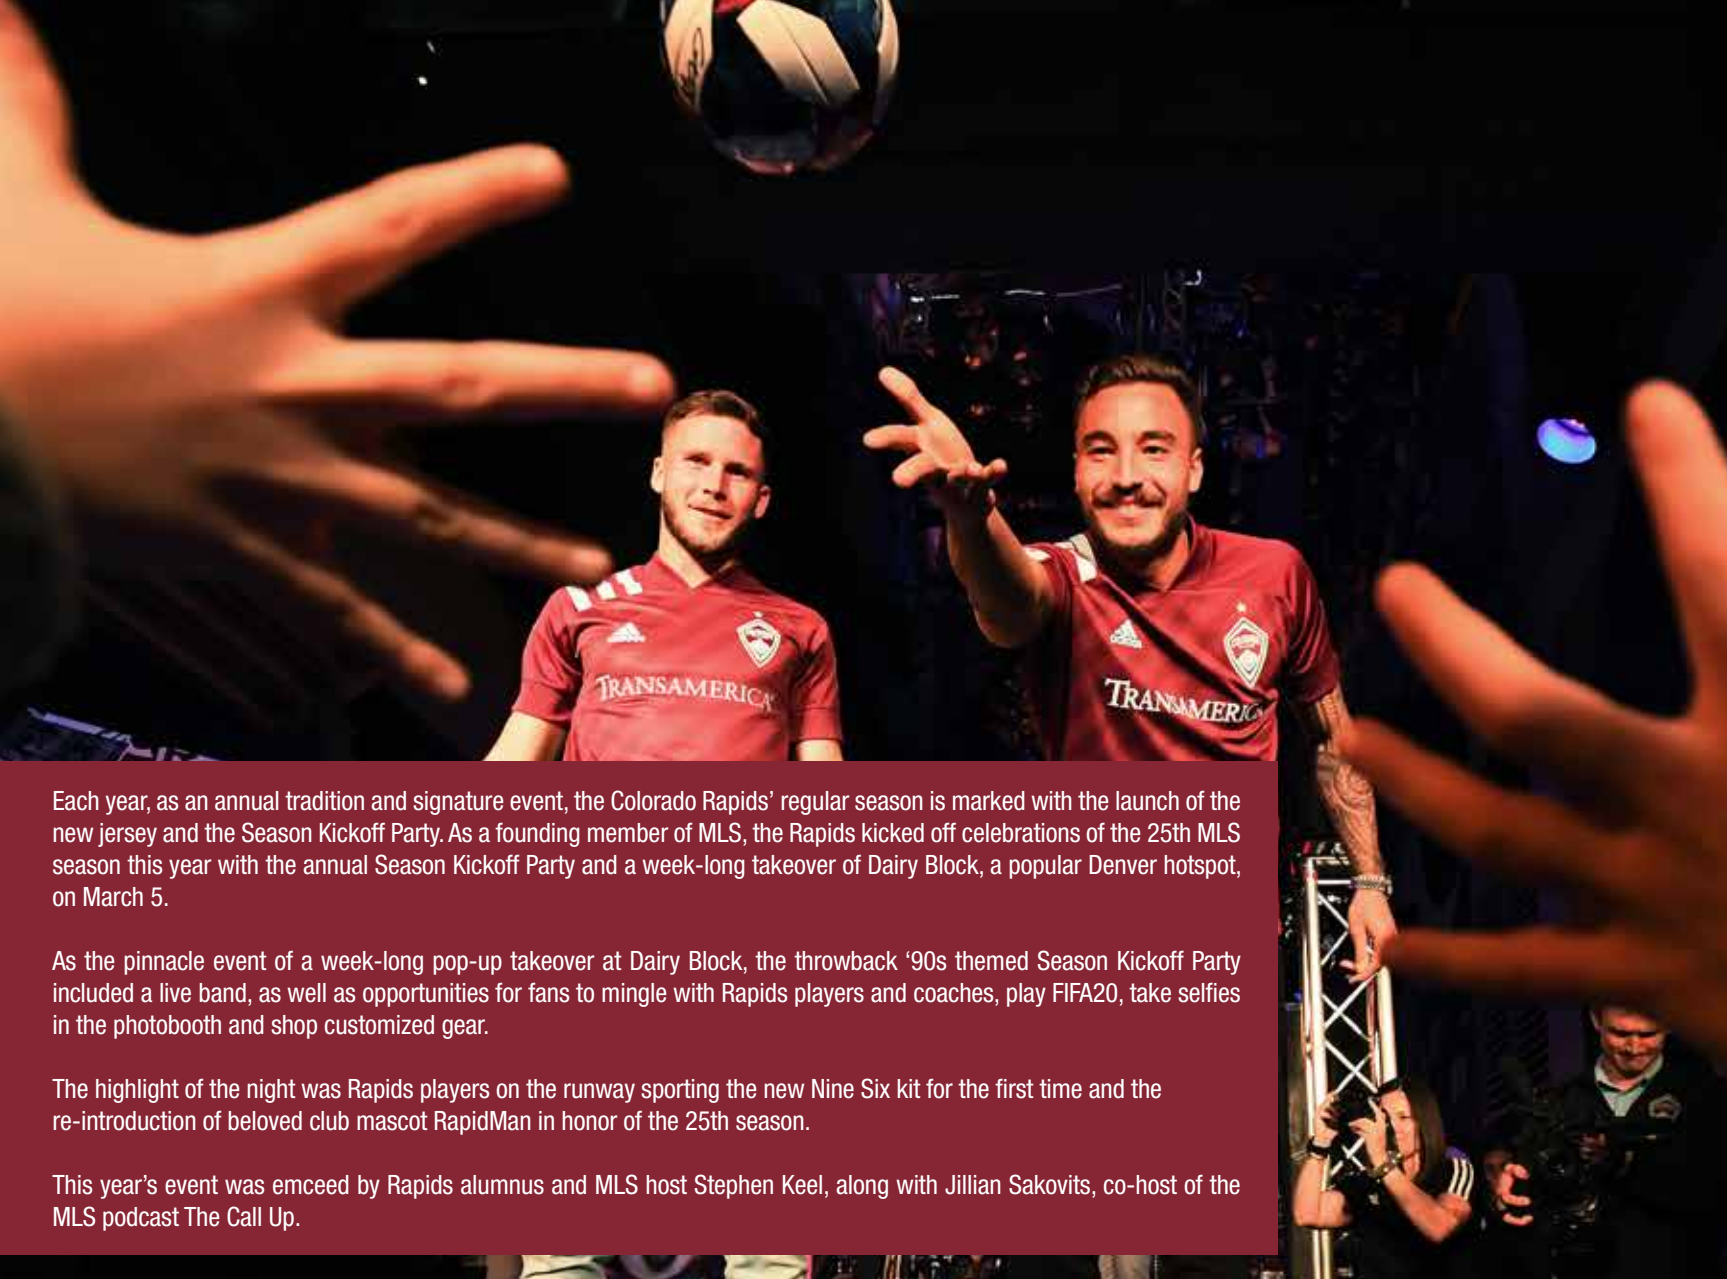 adidas
TRANSAMERICA
TRANSAMERICA
Each year, as an annual tradition and signature event, the Colorado Rapids’ regular season is marked with the launch of the
new jersey and the Season Kickoff Party. As a founding member of MLS, the Rapids kicked off celebrations of the 25th MLS
season this year with the annual Season Kickoff Party and a week-long takeover of Dairy Block, a popular Denver hotspot,
on March 5.
As the pinnacle event of a week-long pop-up takeover at Dairy Block, the throwback ‘90s themed Season Kickoff Party
included a live band, as well as opportunities for fans to mingle with Rapids players and coaches, play FIFA20, take selfies
in the photobooth and shop customized gear.
The highlight of the night was Rapids players on the runway sporting the new Nine Six kit for the first time and the
re-introduction of beloved club mascot RapidMan in honor of the 25th season.
This year’s event was emceed by Rapids alumnus and MLS host Stephen Keel, along with Jillian Sakovits, co-host of the
MLS podcast The Call Up.